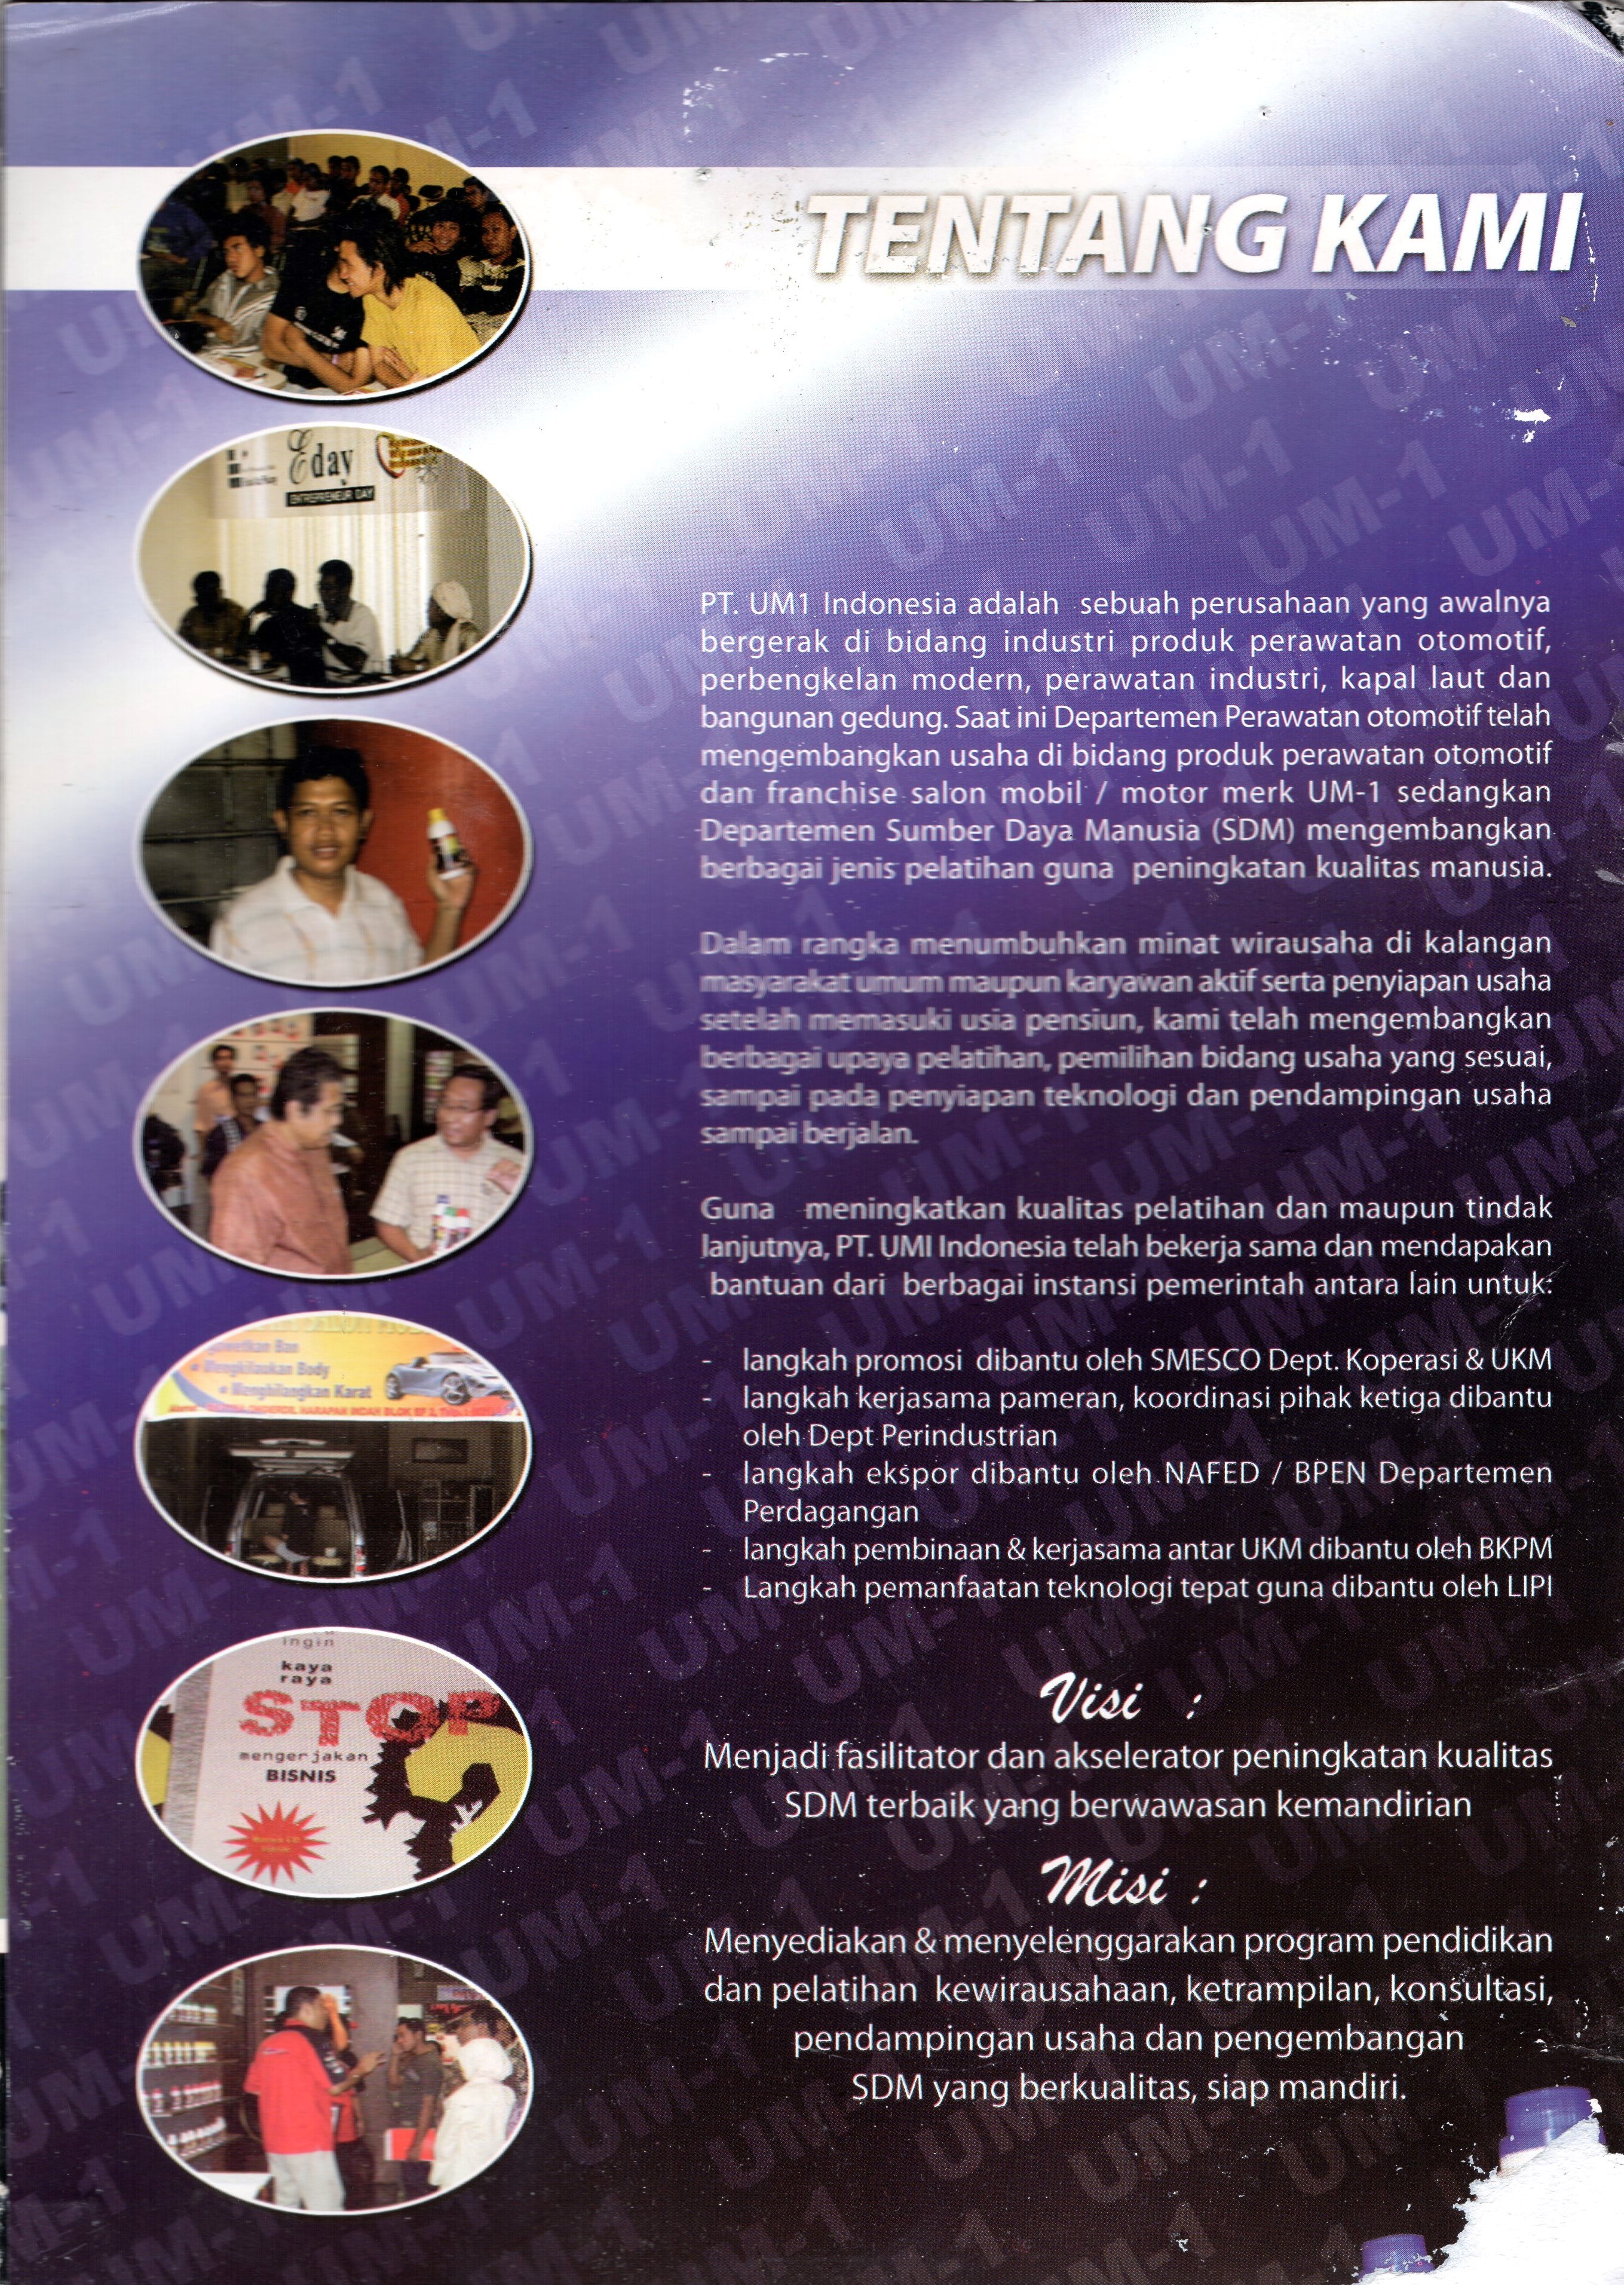 TENTANG KAMI
Eday
ENTREPRENEUR DAY
PT. UM1 Indonesia adalah sebuah perusahaan yang awalnya
bergerak di bidang industri produk perawatan otomotif,
perbengkelan modern, perawatan industri, kapal laut dan
bangunan gedung. Saat ini Departemen Perawatan otomotif telah
mengembangkan usaha di bidang produk perawatan otomotif
dan franchise salon mobil / motor merk UM-1 sedangkan
Departemen Sumber Daya Manusia (SDM) mengembangkan
berbagai jenis pelatihan guna peningkatan kualitas manusia.
Dalam rangka menumbuhkan minat wirausaha di kalangan
masyarakat umum maupun karyawan aktif serta penyiapan usaha
setelah memasuki usia pensiun, kami telah mengembangkan
berbagai upaya pelatihan, pemilihan bidang usaha yang sesuai,
sampai pada penyiapan teknologi dan pendampingan usaha
sampai berjalan.
Guna meningkatkan kualitas pelatihan dan maupun tindak
lanjutnya, PT. UMI Indonesia telah bekerja sama dan mendapakan
bantuan dari berbagai instansi pemerintah antara lain untuk:
- langkah promosi dibantu oleh SMESCO Dept. Koperasi & UKM
- langkah kerjasama pameran, koordinasi pihak ketiga dibantu
oleh Dept Perindustrian
- langkah ekspor dibantu oleh NAFED / BPEN Departemen
Perdagangan
- langkah pembinaan & kerjasama antar UKM dibantu oleh BKPM
- Langkah pemanfaatan teknologi tepat guna dibantu oleh LIPI
Visi :
Menjadi fasilitator dan akselerator peningkatan kualitas
SDM terbaik yang berwawasan kemandirian
Misi :
Menyediakan & menyelenggarakan program pendidikan
dan pelatihan kewirausahaan, ketrampilan, konsultasi,
pendampingan usaha dan pengembangan
SDM yang berkualitas, siap mandiri.
Ban
Mengkilaukan Body
Menghilangkan Karat
HARAPAN INDAH BLOK
ingin
kaya
raya
STOP
mengerjakan
BISNIS
UM-1